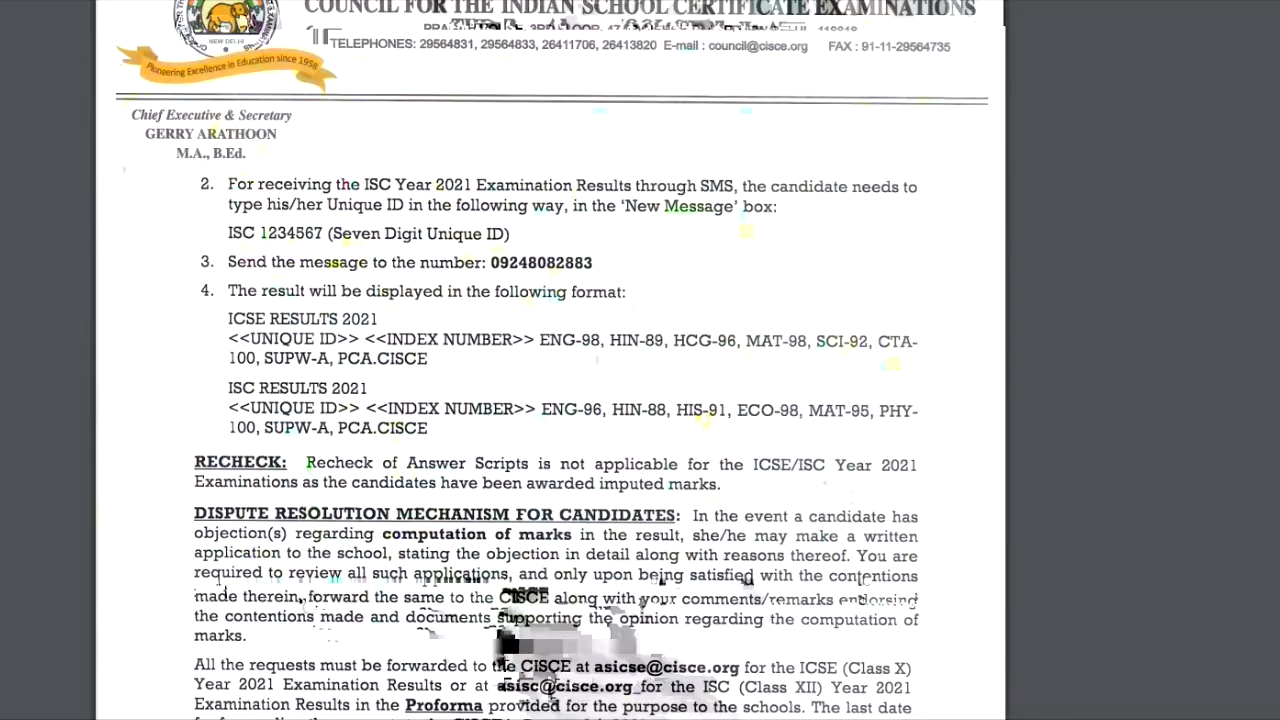 COUNCIL FOR THE INDIAN SCHOOL CERTIFICATE EXAMINATIONS
TELEPHONES: 29564831, 29564833, 26411706, 26413820 E-mail : council@cisce.org FAX : 91-11-29564735
NEW DELHI
Pioneering Excellence in Education since 1958
Chief Executive & Secretary
GERRY ARATHOON
M.A., B.Ed.
2. For receiving the ISC Year 2021 Examination Results through SMS, the candidate needs to
type his/her Unique ID in the following way, in the ‘New Message’ box:
ISC 1234567 (Seven Digit Unique ID)
3. Send the message to the number: 09248082883
4. The result will be displayed in the following format:
ICSE RESULTS 2021
<<UNIQUE ID>> <<INDEX NUMBER>> ENG-98, HIN-89, HCG-96, MAT-98, SCI-92, CTA-
100, SUPW-A, PCA.CISCE
ISC RESULTS 2021
<<UNIQUE ID>> <<INDEX NUMBER>> ENG-96, HIN-88, HIS-91, ECO-98, MAT-95, PHY-
100, SUPW-A, PCA.CISCE
RECHECK: Recheck of Answer Scripts is not applicable for the ICSE/ISC Year 2021
Examinations as the candidates have been awarded imputed marks.
DISPUTE RESOLUTION MECHANISM FOR CANDIDATES: In the event a candidate has
objection(s) regarding computation of marks in the result, she/he may make a written
application to the school, stating the objection in detail along with reasons thereof. You are
required to review all such applications, and only upon being satisfied with the contentions
made therein, forward the same to the CISCE along with your comments/remarks endorsing
the contentions made and documents supporting the opinion regarding the computation of
marks.
All the requests must be forwarded to the CISCE at asicse@cisce.org for the ICSE (Class X)
Year 2021 Examination Results or at asisc@cisce.org for the ISC (Class XII) Year 2021
Examination Results in the Proforma provided for the purpose to the schools. The last date